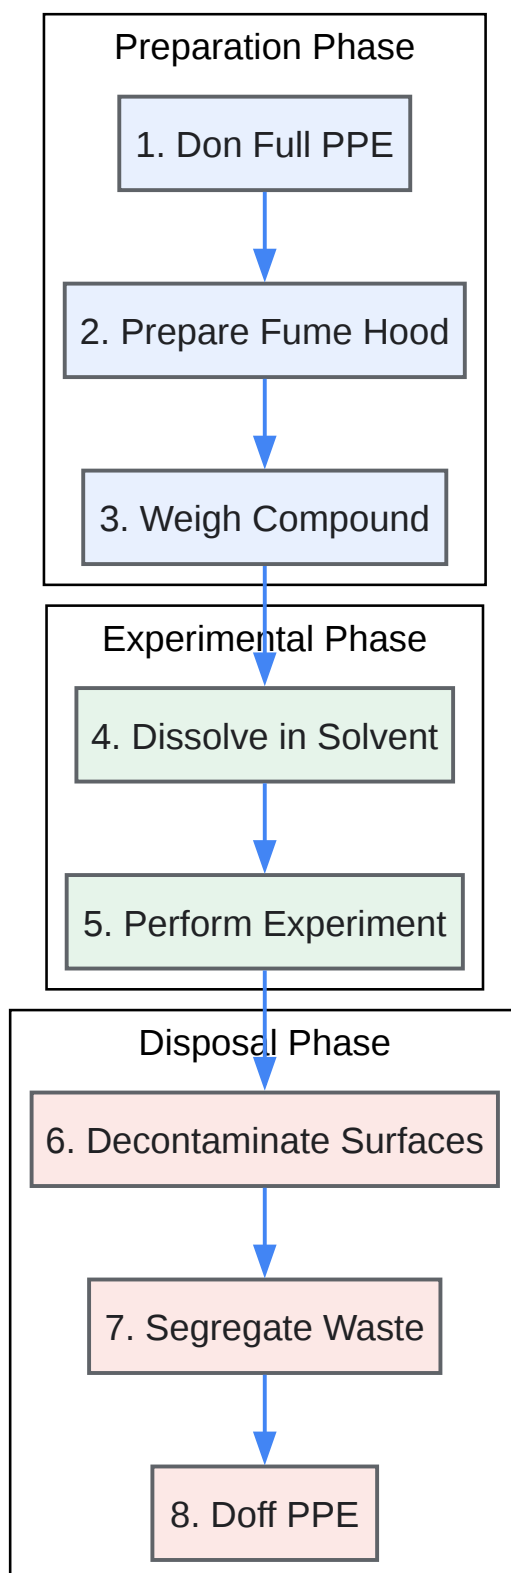 Preparation Phase
1. Don Full PPE
2. Prepare Fume Hood
3. Weigh Compound
Experimental Phase
4. Dissolve in Solvent
5. Perform Experiment
Disposal Phase
6. Decontaminate Surfaces
7. Segregate Waste
8. Doff PPE